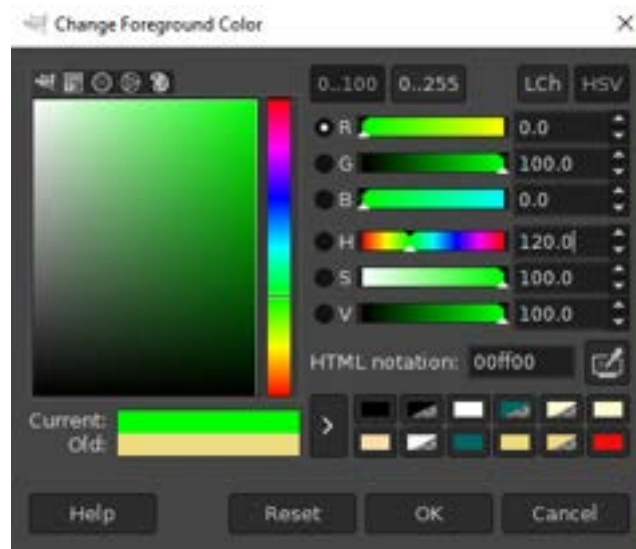 Change Foreground Color
0..100 0..255 LCh HSV
R 0.0
G 100.0
B 0.0
H 120.0
S 100.0
V 100.0
HTML notation: 00ff00
Current:
Old:
Help Reset OK Cancel